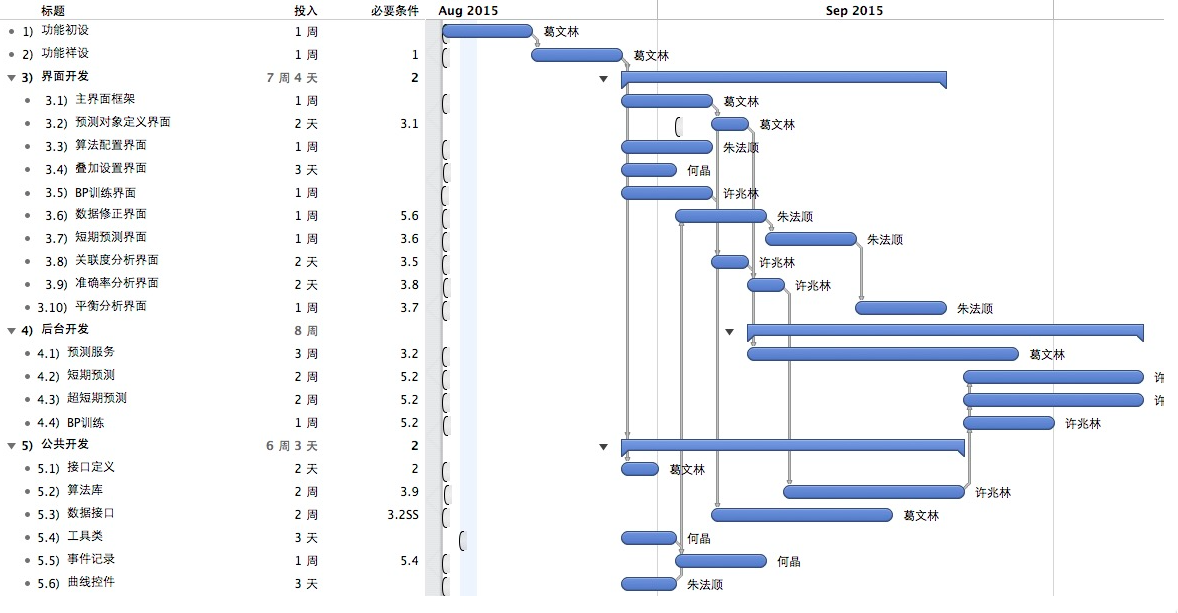 标题 投入 必要条件 Aug 2015 Sep 2015
1) 功能初设 1 周 葛文林
2) 功能祥设 1 周 1 葛文林
3) 界面开发 7 周 4 天 2
3.1) 主界面框架 1 周 葛文林
3.2) 预测对象定义界面 2 天 3.1 葛文林
3.3) 算法配置界面 1 周 朱法顾
3.4) 叠加设置界面 3 天 何晶
3.5) BP训练界面 1 周 许兆林
3.6) 数据修正界面 1 周 5.6 朱法顾
3.7) 短期预测界面 1 周 3.6 朱法顾
3.8) 关联度分析界面 2 天 3.5 许兆林
3.9) 准确率分析界面 2 天 3.8 许兆林
3.10) 平衡分析界面 1 周 3.7 朱法顾
4) 后台开发 8 周
4.1) 预测服务 3 周 3.2 葛文林
4.2) 短期预测 2 周 5.2 许
4.3) 超短期预测 2 周 5.2 许
4.4) BP训练 1 周 5.2 许兆林
5) 公共开发 6 周 3 天 2
5.1) 接口定义 2 天 2 葛文林
5.2) 算法库 2 周 3.9 许兆林
5.3) 数据接口 2 周 3.2SS 葛文林
5.4) 工具类 3 天 何晶
5.5) 事件记录 1 周 5.4 何晶
5.6) 曲线控件 3 天 朱法顾